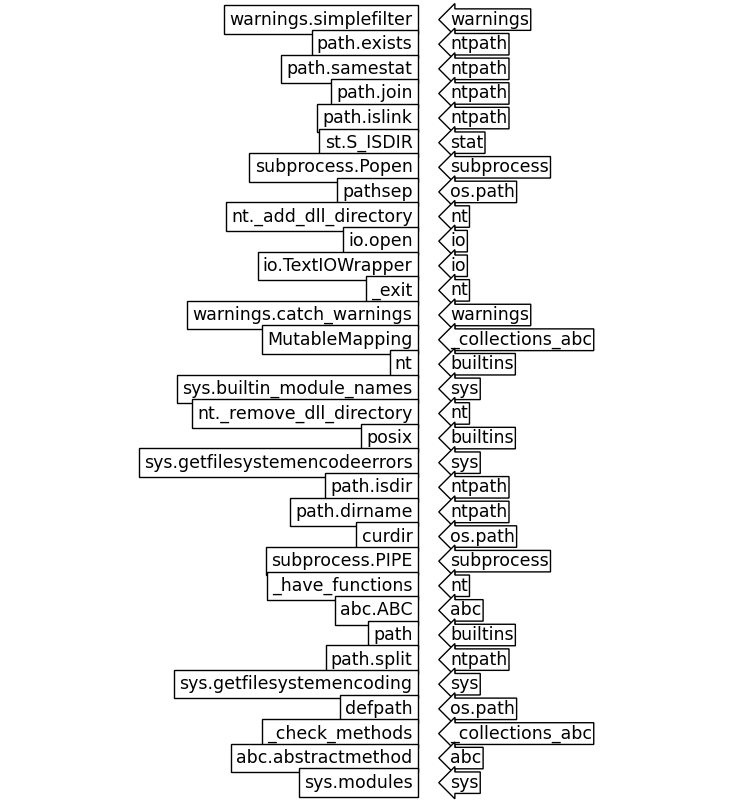 warnings.simplefilter warnings
path.exists ntpath
path.samestat ntpath
path.join ntpath
path.islink ntpath
st.S_ISDIR stat
subprocess.Popen subprocess
pathsep os.path
nt._add_dll_directory nt
io.open io
io.TextIOWrapper io
_exit nt
warnings.catch_warnings warnings
MutableMapping _collections_abc
nt builtins
sys.builtin_module_names sys
nt._remove_dll_directory nt
posix builtins
sys.getfilesystemencodeerrors sys
path.isdir ntpath
path.dirname ntpath
curdir os.path
subprocess.PIPE subprocess
_have_functions nt
abc.ABC abc
path builtins
path.split ntpath
sys.getfilesystemencoding sys
defpath os.path
_check_methods _collections_abc
abc.abstractmethod abc
sys.modules sys